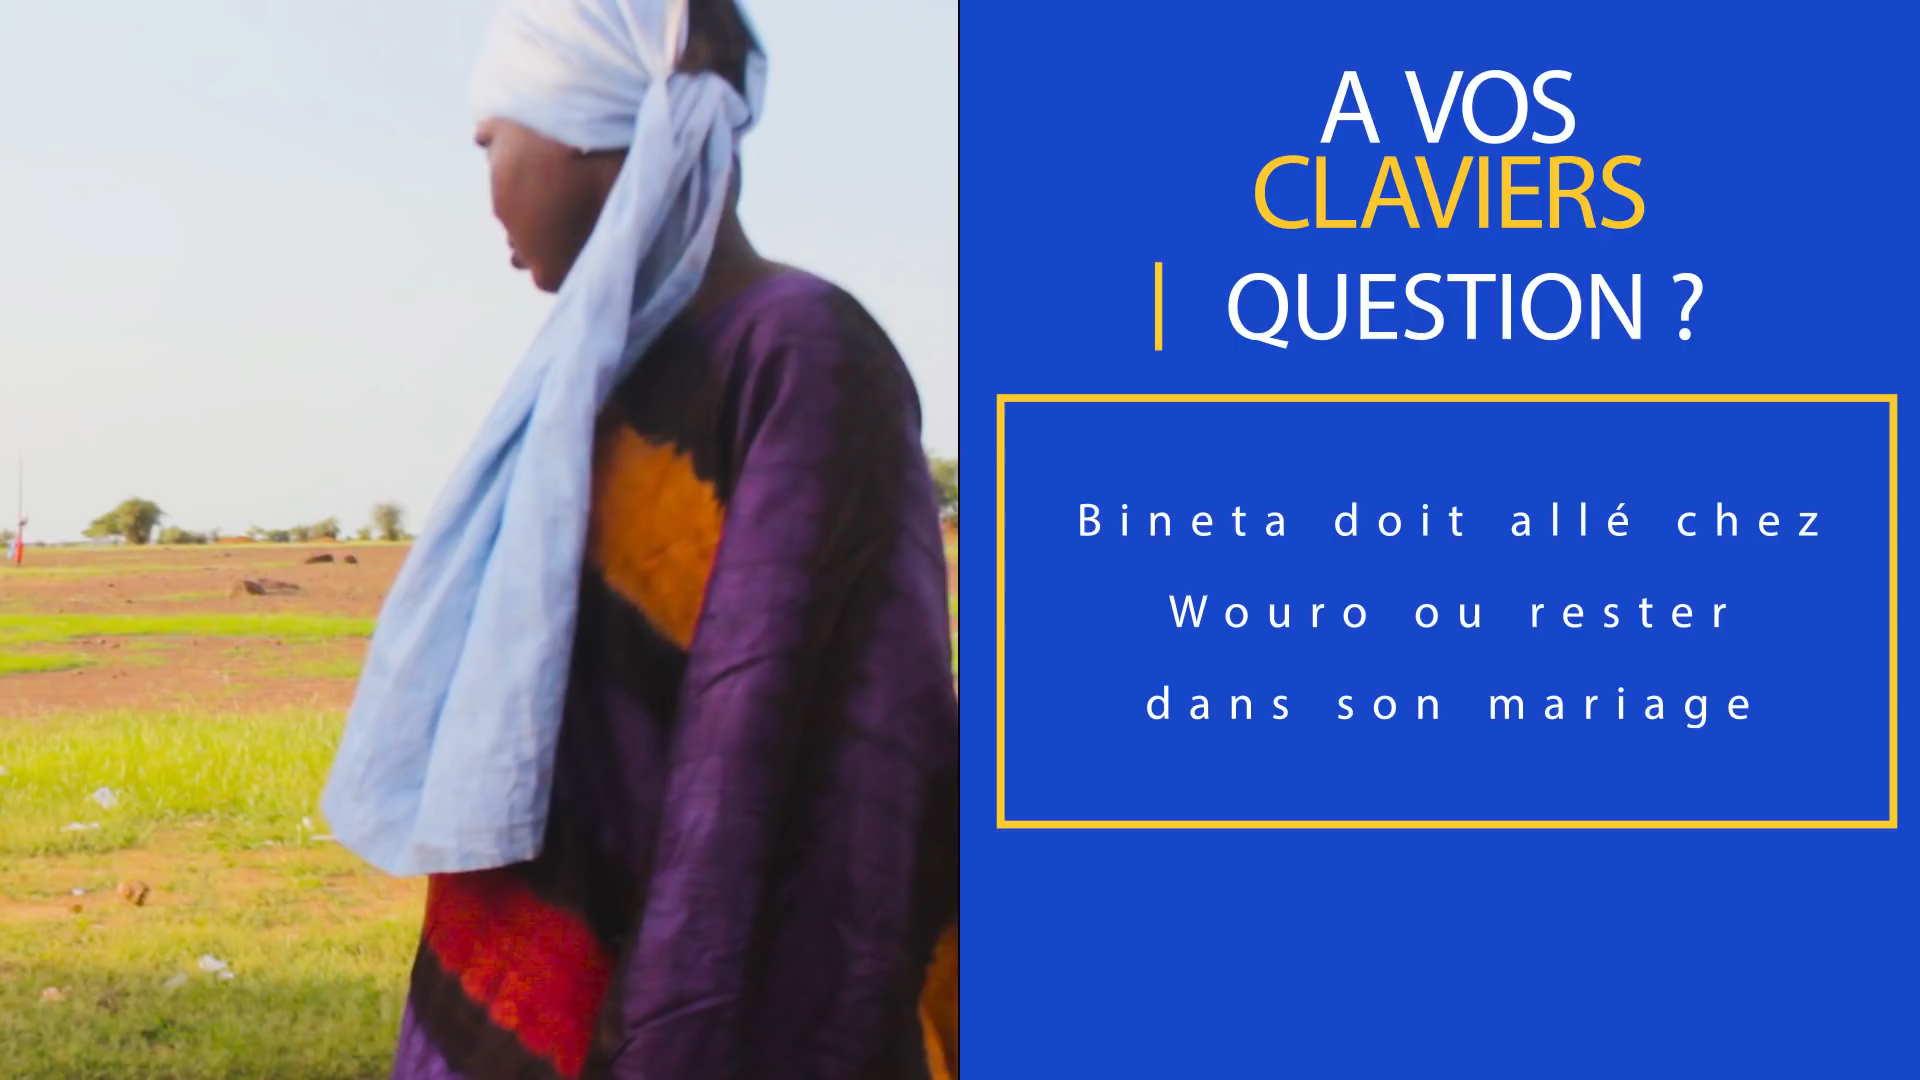 A VOS
CLAVIERS
QUESTION ?
Bineta doit allé chez
Wouro ou rester
dans son mariage